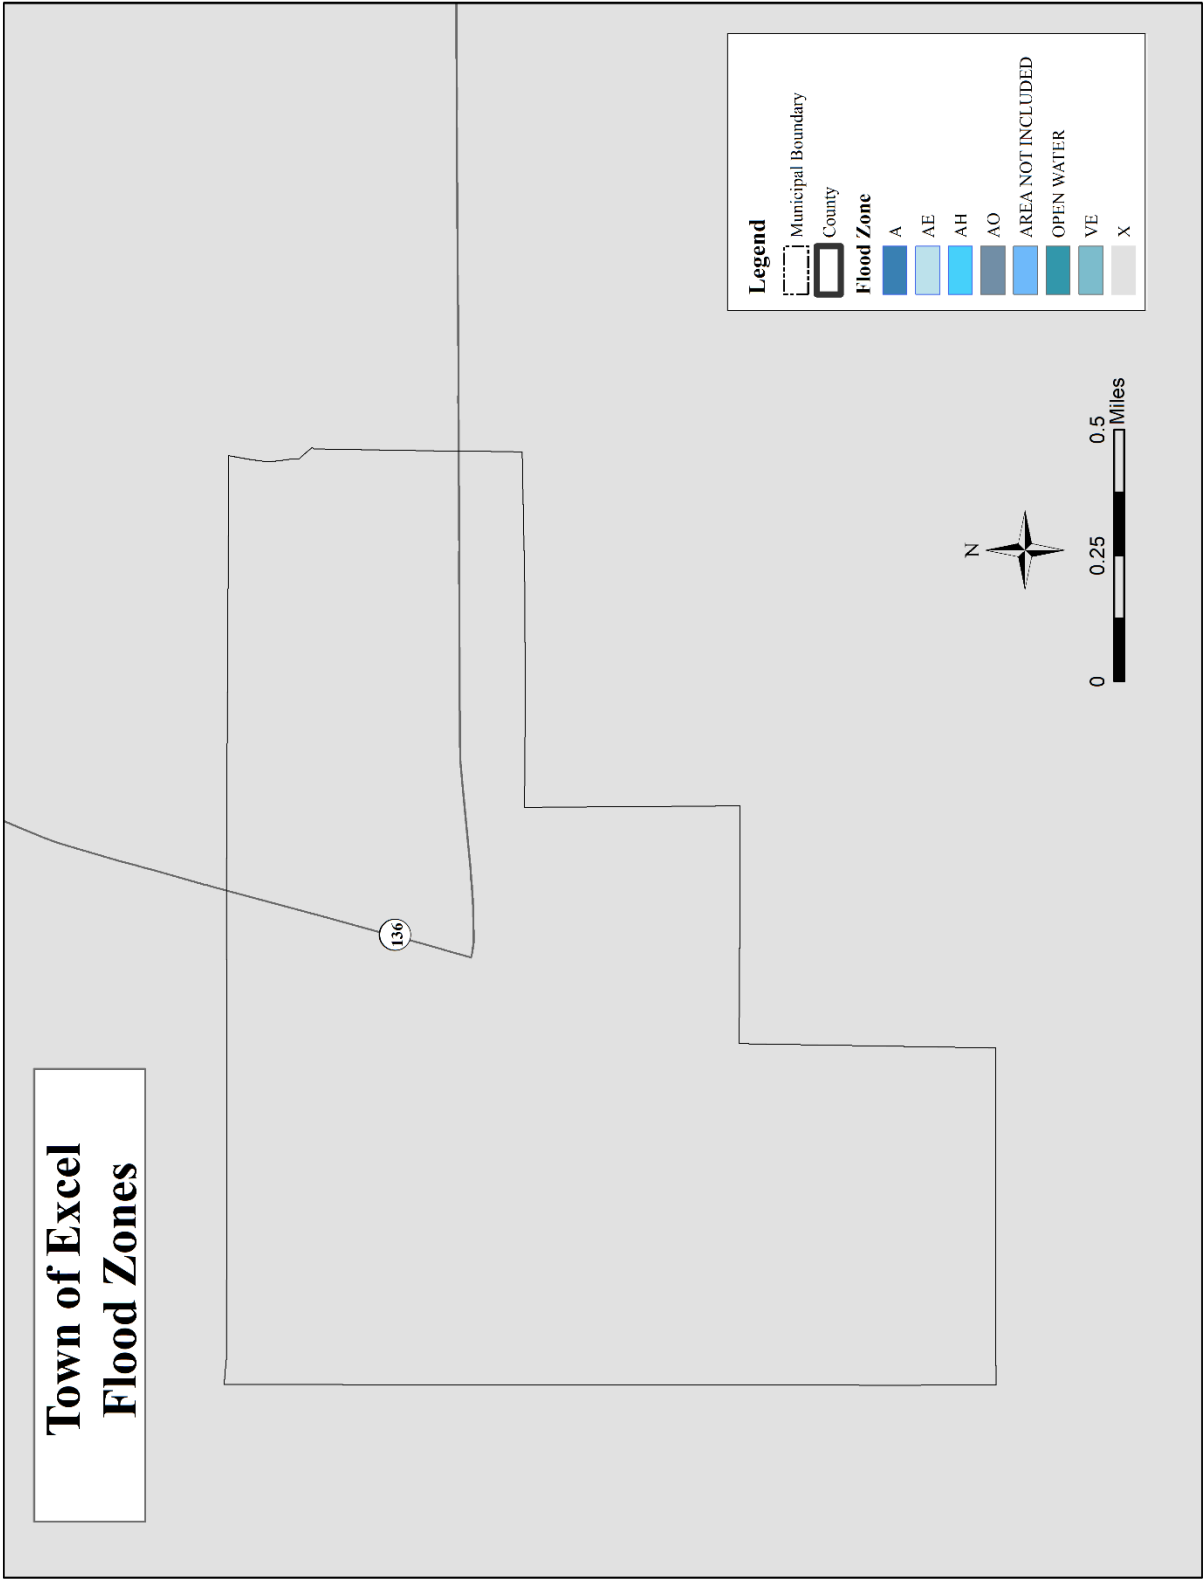 Town of Excel
Flood Zones
136
Legend
Municipal Boundary
County
Flood Zone
A
AE
AH
AO
AREA NOT INCLUDED
OPEN WATER
VE
X
N
0 0.25 0.5
Miles